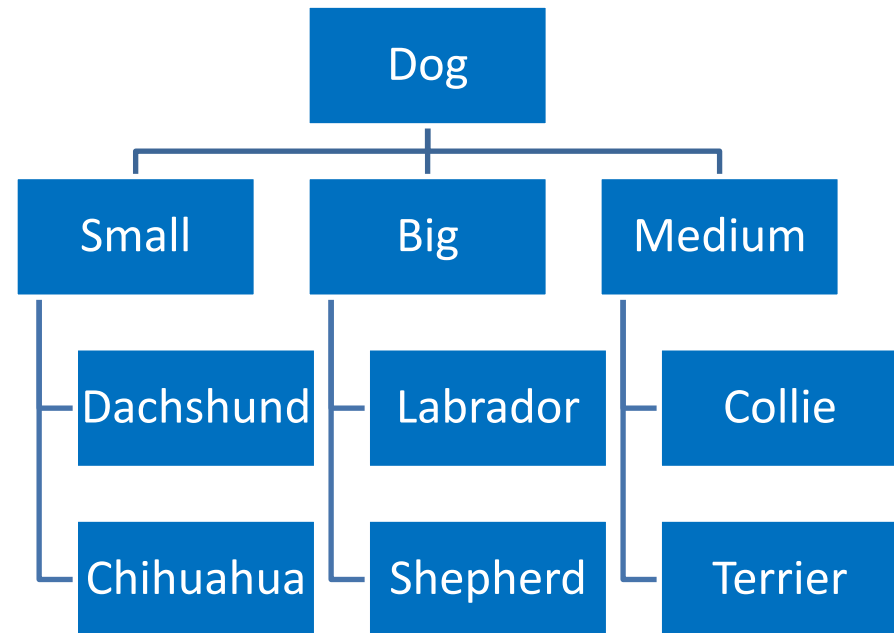 Dog
Small
Big
Medium
Dachshund
Labrador
Collie
Chihuahua
Shepherd
Terrier